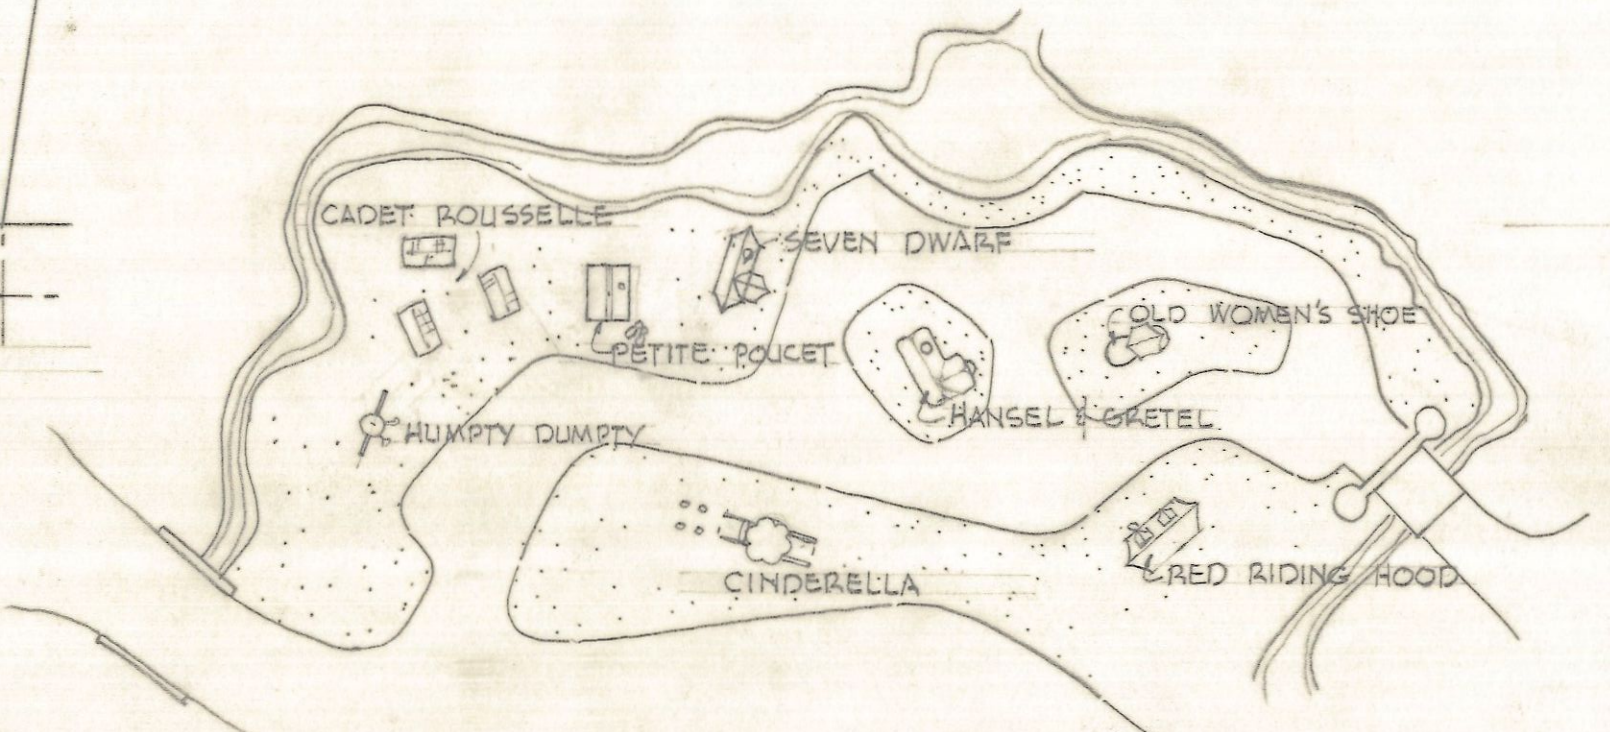 CADET ROUSSELLE
SEVEN DWARF
OLD WOMEN'S SHOE
PETITE POUCET
HANSEL & GRETEL
HUMPTY DUMPTY
CINDERELLA
RED RIDING HOOD